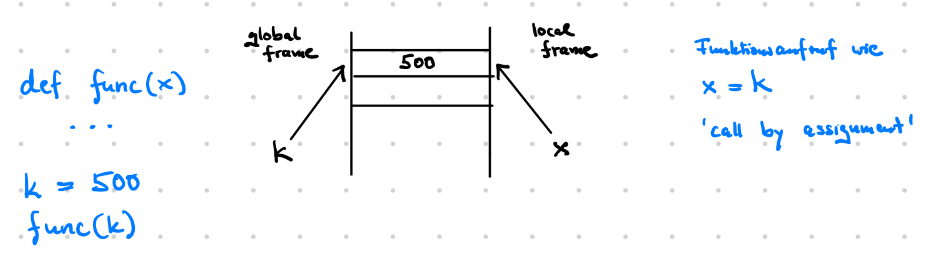 def func(x)
...
k = 500
func(k)
global
frame
500
local
frame
k
x
Funktionsaufruf wie
x = k
'call by assignment'